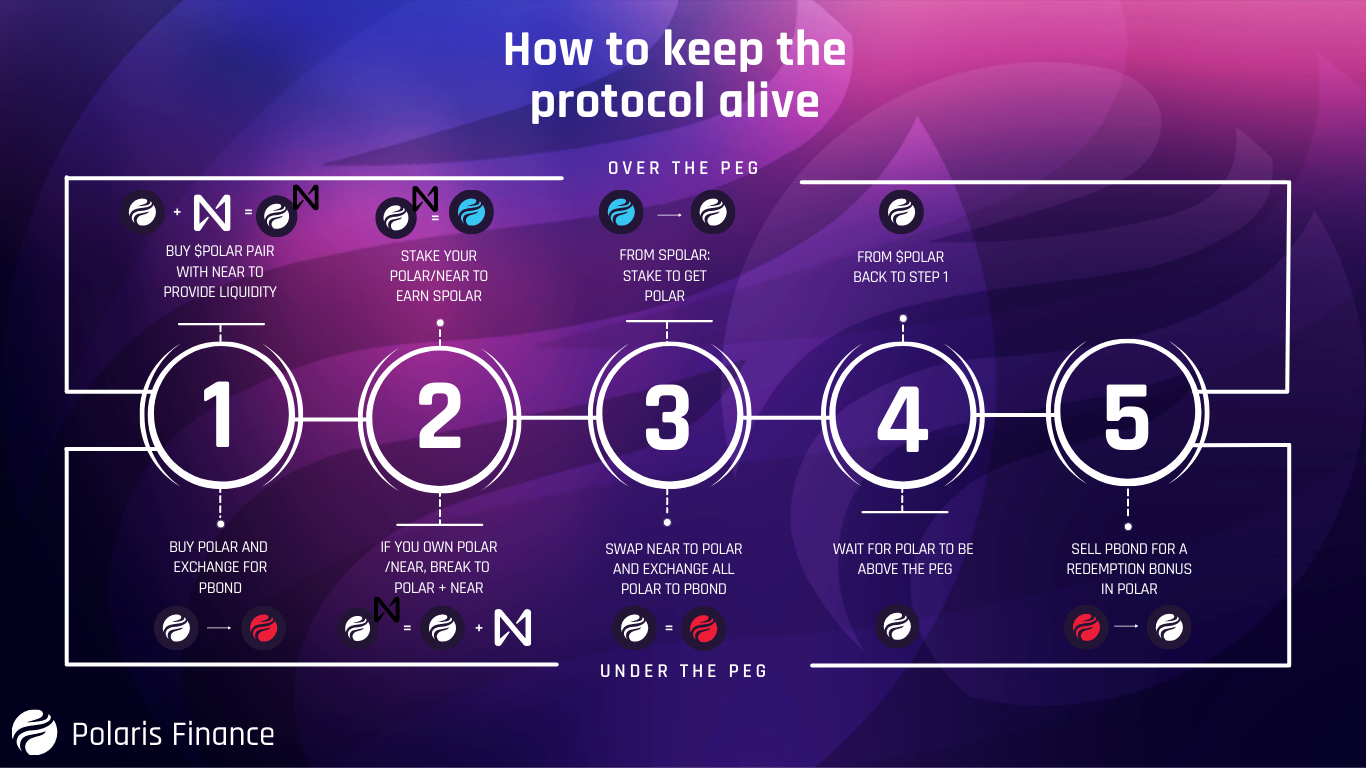 How to keep the
protocol alive
OVER THE PEG
+
=
BUY $POLAR PAIR
WITH NEAR TO
PROVIDE LIQUIDITY
=
STAKE YOUR
POLAR/NEAR TO
EARN SPOLAR
FROM SPOLAR:
STAKE TO GET
POLAR
FROM $POLAR
BACK TO STEP 1
1
2
3
4
5
BUY POLAR AND
EXCHANGE FOR
PBOND
IF YOU OWN POLAR
/NEAR, BREAK TO
POLAR + NEAR
=
+
SWAP NEAR TO POLAR
AND EXCHANGE ALL
POLAR TO PBOND
=
WAIT FOR POLAR TO BE
ABOVE THE PEG
SELL PBOND FOR A
REDEMPTION BONUS
IN POLAR
UNDER THE PEG
Polaris Finance